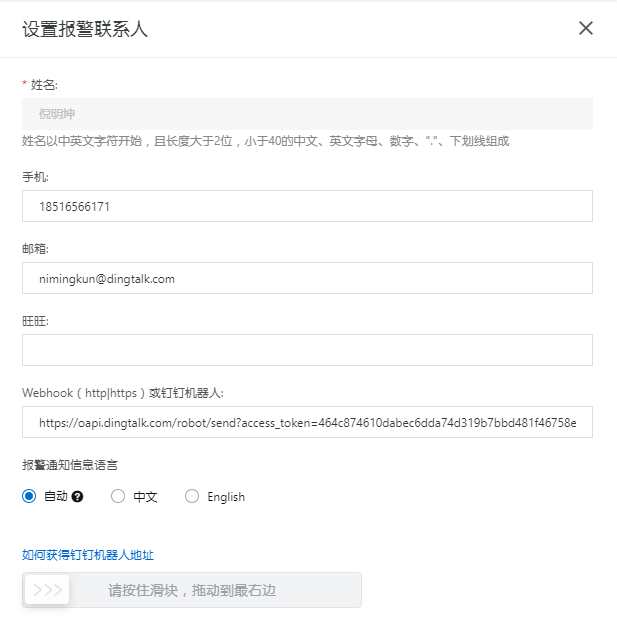 设置报警联系人
* 姓名:
倪明坤
姓名以中英文字符开始，且长度大于2位，小于40的中文、英文字母、数字、"."、下划线组成
手机:
18516566171
邮箱:
nimingkun@dingtalk.com
旺旺:
Webhook（http|https）或钉钉机器人:
https://oapi.dingtalk.com/robot/send?access_token=464c874610dabec6dda74d319b7bbd481f46758e
报警通知信息语言
自动 ? 中文 English
如何获得钉钉机器人地址
>>> 请按住滑块，拖动到最右边